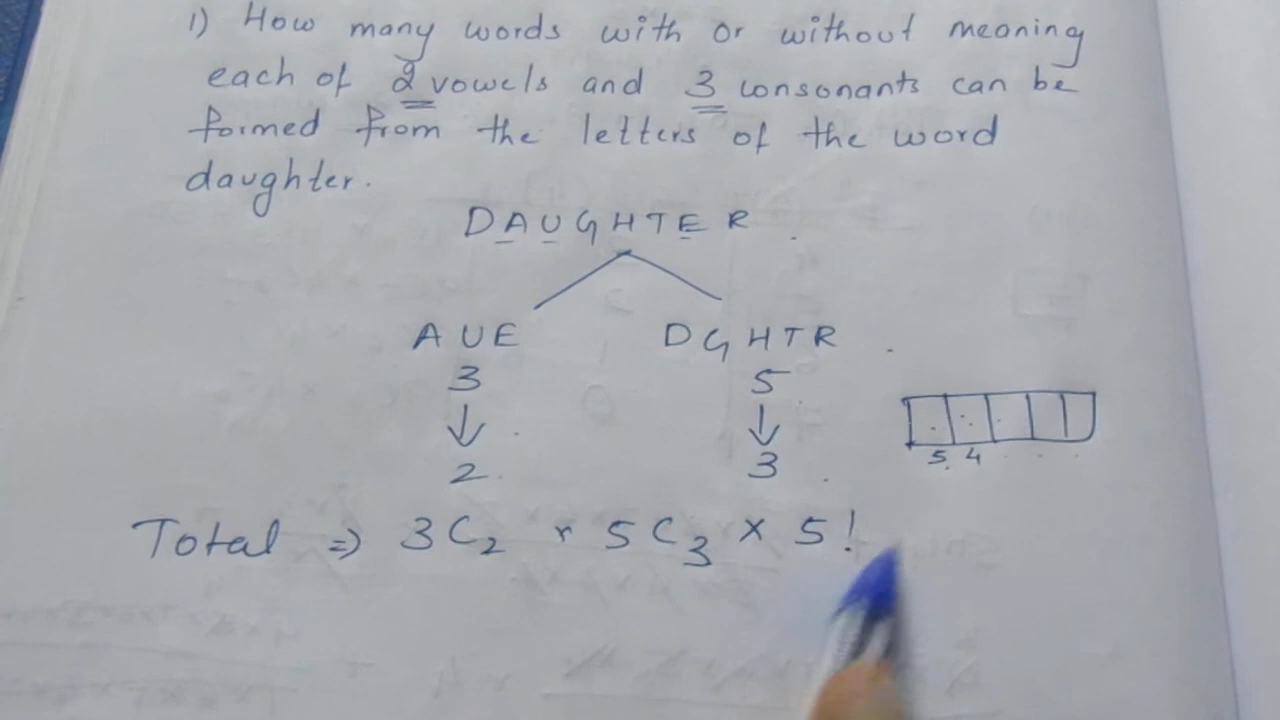 1) How many words with or without meaning
each of 2 vowels and 3 consonants can be
formed from the letters of the word
daughter.
DAUGHTER
AUE DGHTR
3 5
↓ ↓
2 3
5 4
Total ⇒ 3C₂ × 5C₃ × 5!